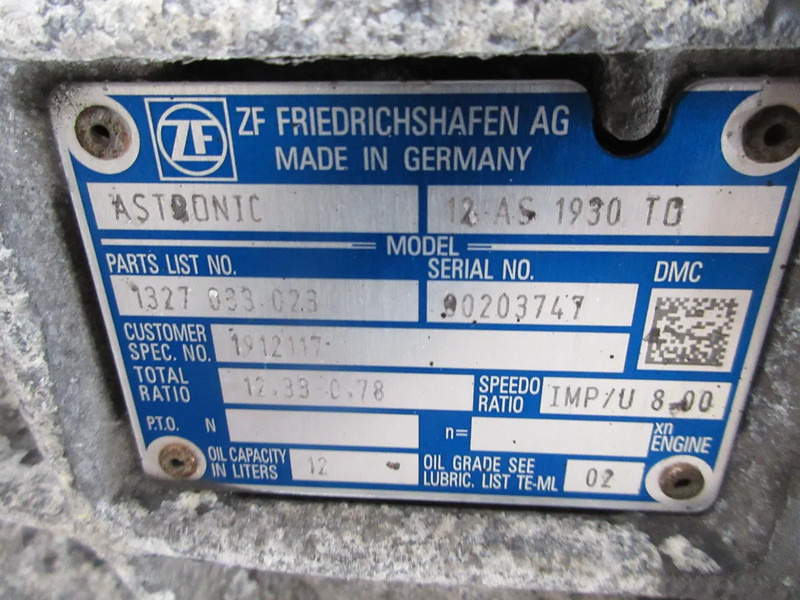 ZF ZF FRIEDRICHSHAFEN AG
MADE IN GERMANY
ASTRONIC 12 AS 1930 TO
MODEL
PARTS LIST NO. SERIAL NO. DMC
1327 033 023 90203747
CUSTOMER SPEC. NO. 1912117
TOTAL RATIO 12.33-0.78 SPEEDO RATIO IMP/U 8.00
P.T.O. N n= xn ENGINE
OIL CAPACITY IN LITERS 12 OIL GRADE SEE LUBRIC. LIST TE-ML 02